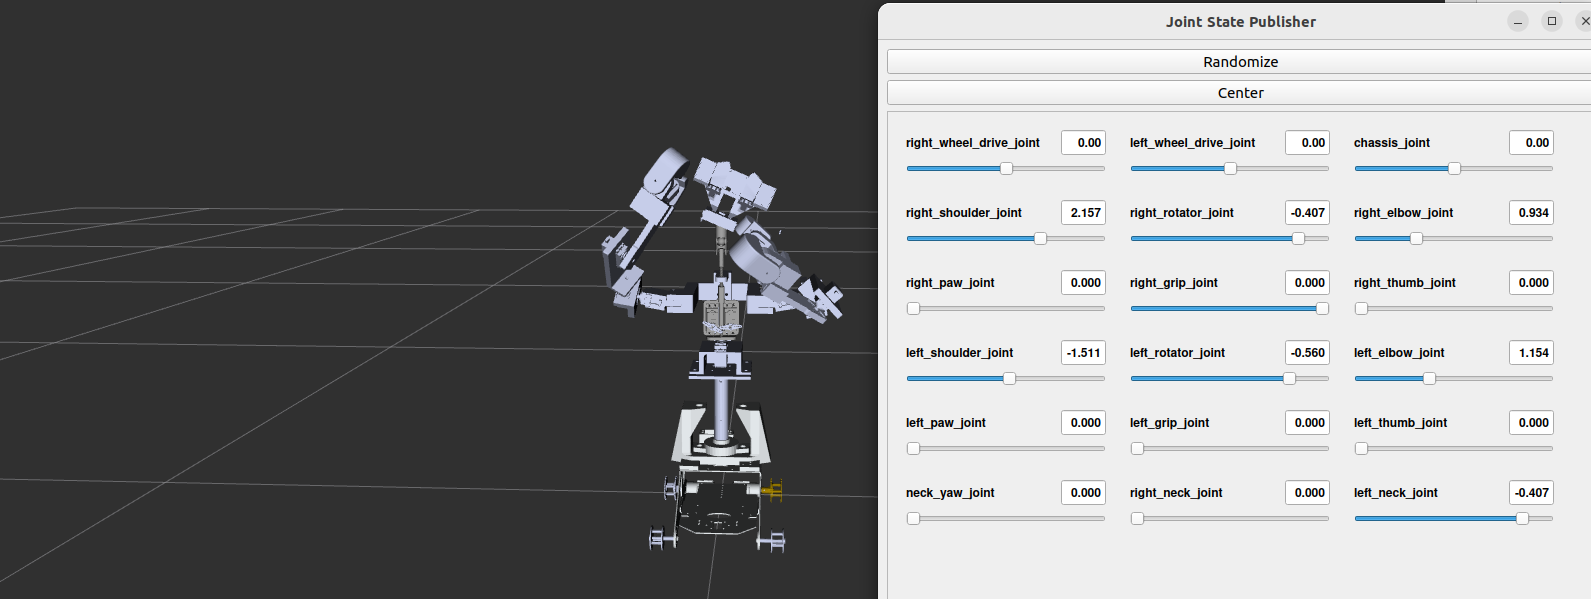 Joint State Publisher
Randomize
Center
right_wheel_drive_joint 0.00 left_wheel_drive_joint 0.00 chassis_joint 0.00
right_shoulder_joint 2.157 right_rotator_joint -0.407 right_elbow_joint 0.934
right_paw_joint 0.000 right_grip_joint 0.000 right_thumb_joint 0.000
left_shoulder_joint -1.511 left_rotator_joint -0.560 left_elbow_joint 1.154
left_paw_joint 0.000 left_grip_joint 0.000 left_thumb_joint 0.000
neck_yaw_joint 0.000 right_neck_joint 0.000 left_neck_joint -0.407